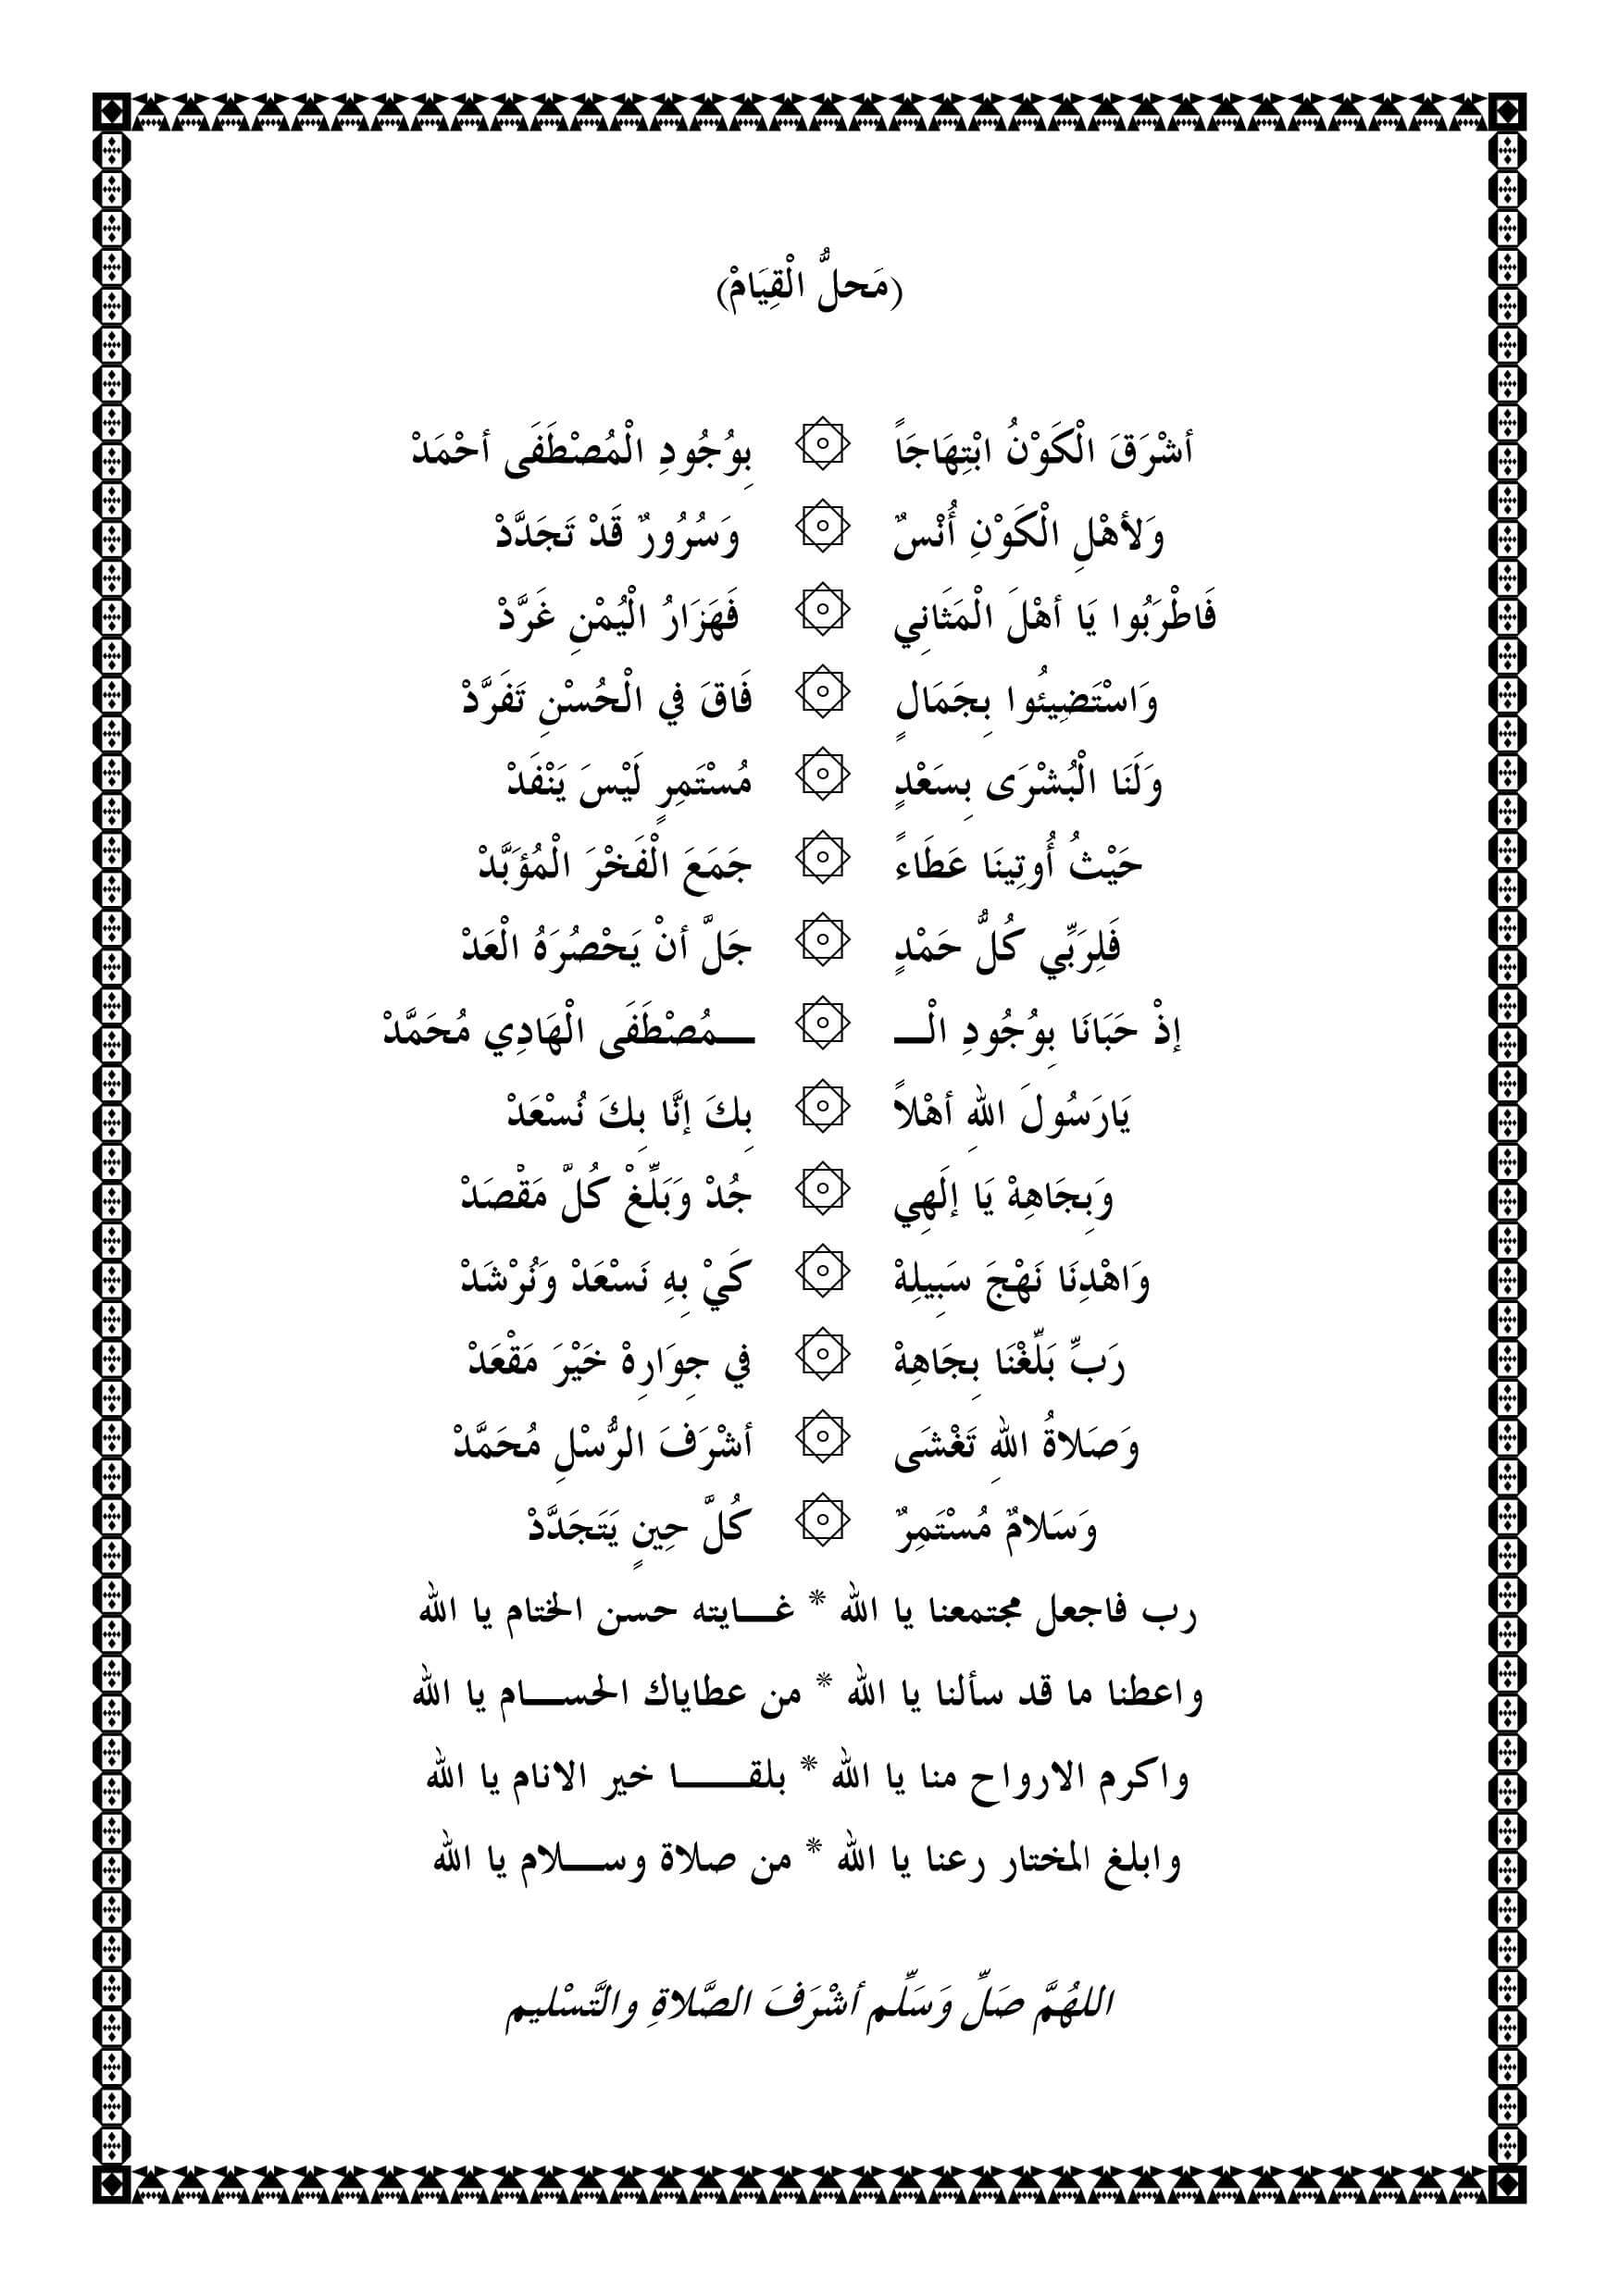 (مَحلُّ الْقِيَامْ)
أشْرَقَ الْكَوْنُ ابْتِهَاجَاً ۞ بِوُجُودِ الْمُصْطَفَى أحْمَدْ
وَلأهْلِ الْكَوْنِ أُنْسٌ ۞ وَسُرُورٌ قَدْ تَجَدَّدْ
فَاطْرَبُوا يَا أهْلَ الْمَثَانِي ۞ فَهَزَارُ الْيُمْنِ غَرَّدْ
وَاسْتَضِيئُوا بِجَمَالٍ ۞ فَاقَ في الْحُسْنِ تَفَرَّدْ
وَلَنَا الْبُشْرَى بِسَعْدٍ ۞ مُسْتَمِرٍ لَيْسَ يَنْفَدْ
حَيْثُ أُوتِينَا عَطَاءً ۞ جَمَعَ الْفَخْرَ الْمُؤَبَّدْ
فَلِرَبِّي كُلُّ حَمْدٍ ۞ جَلَّ أنْ يَحْصُرَهُ الْعَدْ
إذْ حَبَانَا بِوُجُودِ الْـــ ۞ ـــمُصْطَفَى الْهَادِي مُحَمَّدْ
يَارَسُولَ اللهِ أهْلاً ۞ بِكَ إنَّا بِكَ نُسْعَدْ
وَبِجَاهِهْ يَا إلَهِي ۞ جُدْ وَبَلِّغْ كُلَّ مَقْصَدْ
وَاهْدِنَا نَهْجَ سَبِيلِهْ ۞ كَيْ بِهِ نَسْعَدْ وَنُرْشَدْ
رَبِّ بَلِّغْنَا بِجَاهِهْ ۞ في جِوَارِهْ خَيْرَ مَقْعَدْ
وَصَلاةُ اللهِ تَغْشَى ۞ أشْرَفَ الرُّسْلِ مُحَمَّدْ
وَسَلامٌ مُسْتَمِرٌ ۞ كُلَّ حِينٍ يَتَجَدَّدْ
رب فاجعل مجتمعنا يا الله * غـــايته حسن الختام يا الله
واعطنا ما قد سألنا يا الله * من عطاياك الحســـام يا الله
واكرم الارواح منا يا الله * بلقـــــا خير الانام يا الله
وابلغ المختار رعنا يا الله * من صلاة وســـلام يا الله
اللهُمَّ صَلِّ وَسَلِّم أشْرَفَ الصَّلاةِ والتَّسْليم